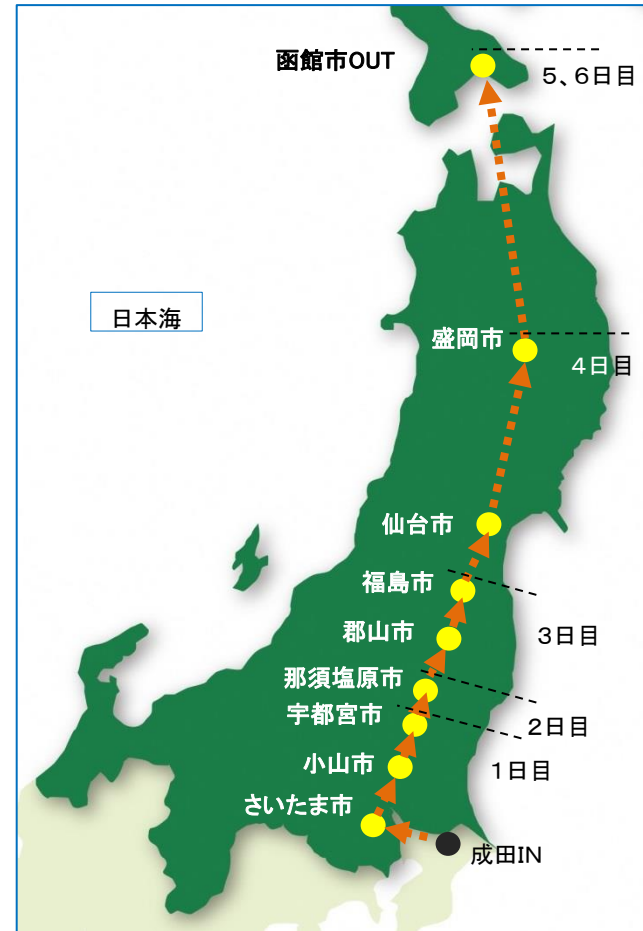 函館市OUT
5、6日目
日本海
盛岡市
4日目
仙台市
福島市
郡山市
3日目
那須塩原市
宇都宮市
2日目
小山市
1日目
さいたま市
成田IN